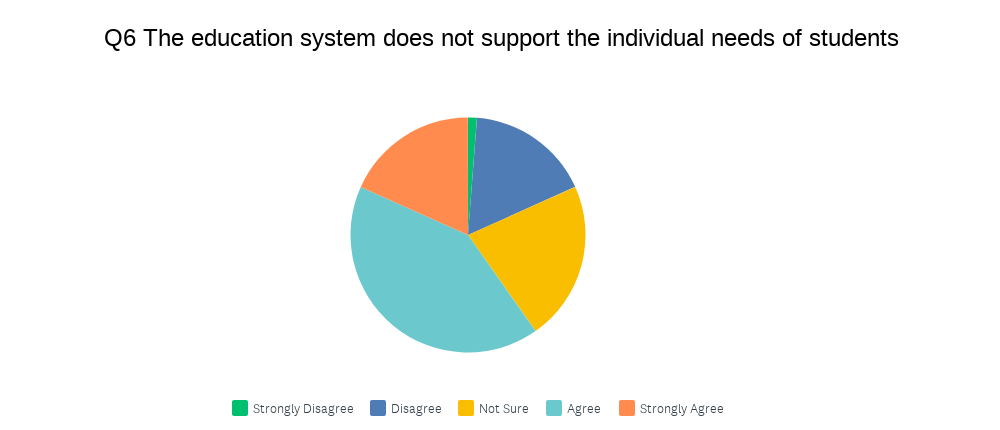 Q6 The education system does not support the individual needs of students
Strongly Disagree Disagree Not Sure Agree Strongly Agree